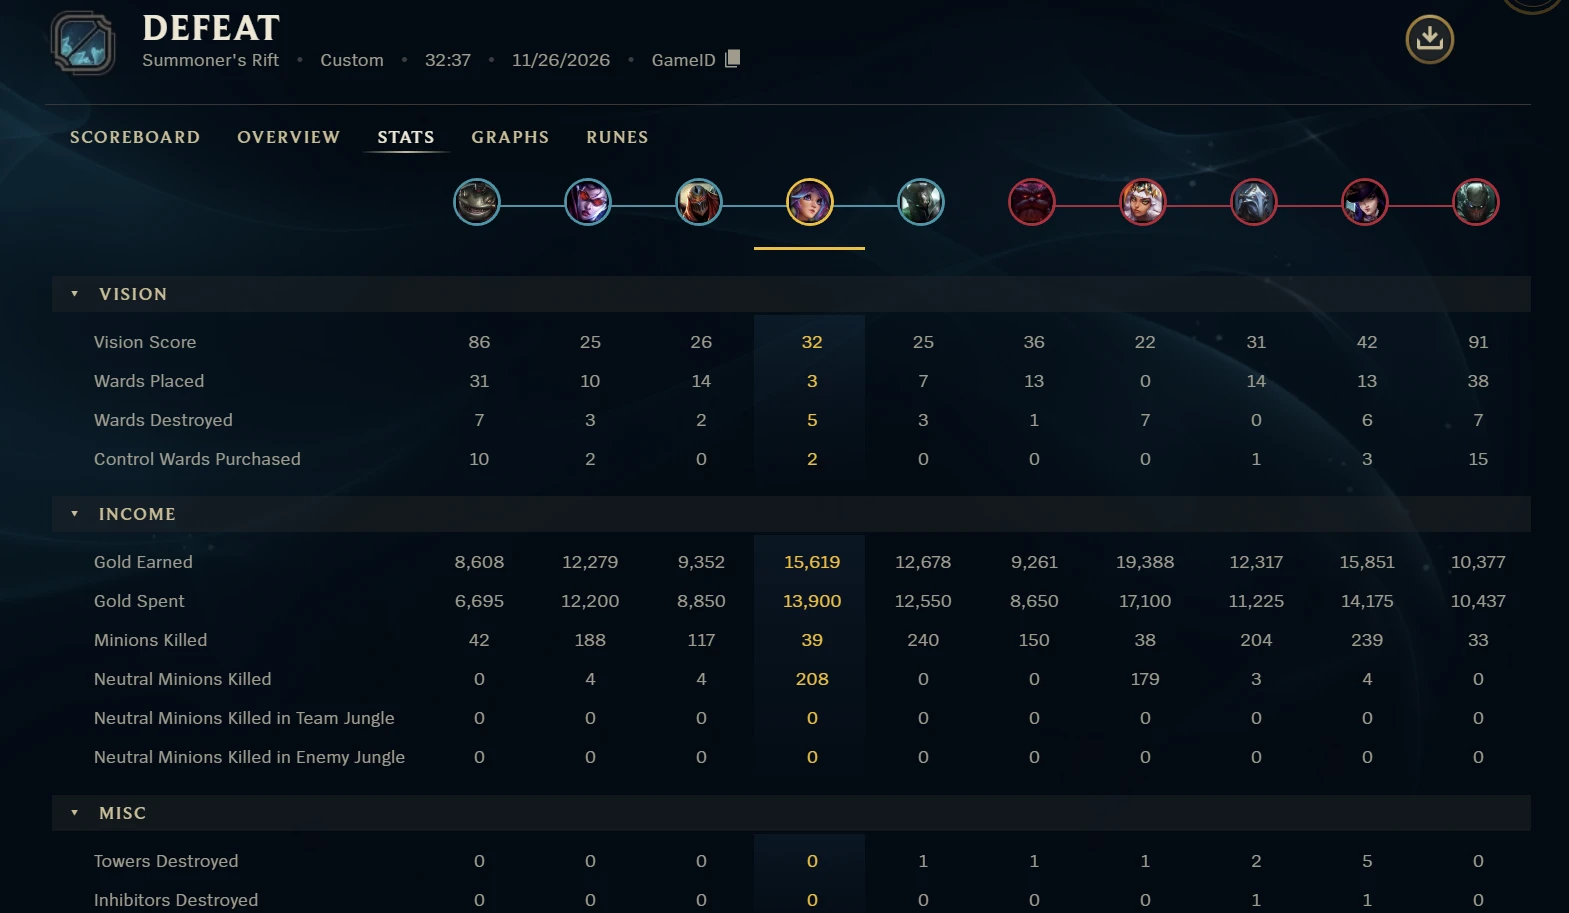 DEFEAT
Summoner's Rift • Custom • 32:37 • 11/26/2026 • GameID
SCOREBOARD OVERVIEW STATS GRAPHS RUNES
VISION
Vision Score 86 25 26 32 25 36 22 31 42 91
Wards Placed 31 10 14 3 7 13 0 14 13 38
Wards Destroyed 7 3 2 5 3 1 7 0 6 7
Control Wards Purchased 10 2 0 2 0 0 0 1 3 15
INCOME
Gold Earned 8,608 12,279 9,352 15,619 12,678 9,261 19,388 12,317 15,851 10,377
Gold Spent 6,695 12,200 8,850 13,900 12,550 8,650 17,100 11,225 14,175 10,437
Minions Killed 42 188 117 39 240 150 38 204 239 33
Neutral Minions Killed 0 4 4 208 0 0 179 3 4 0
Neutral Minions Killed in Team Jungle 0 0 0 0 0 0 0 0 0 0
Neutral Minions Killed in Enemy Jungle 0 0 0 0 0 0 0 0 0 0
MISC
Towers Destroyed 0 0 0 0 1 1 1 2 5 0
Inhibitors Destroyed 0 0 0 0 0 0 0 1 1 0